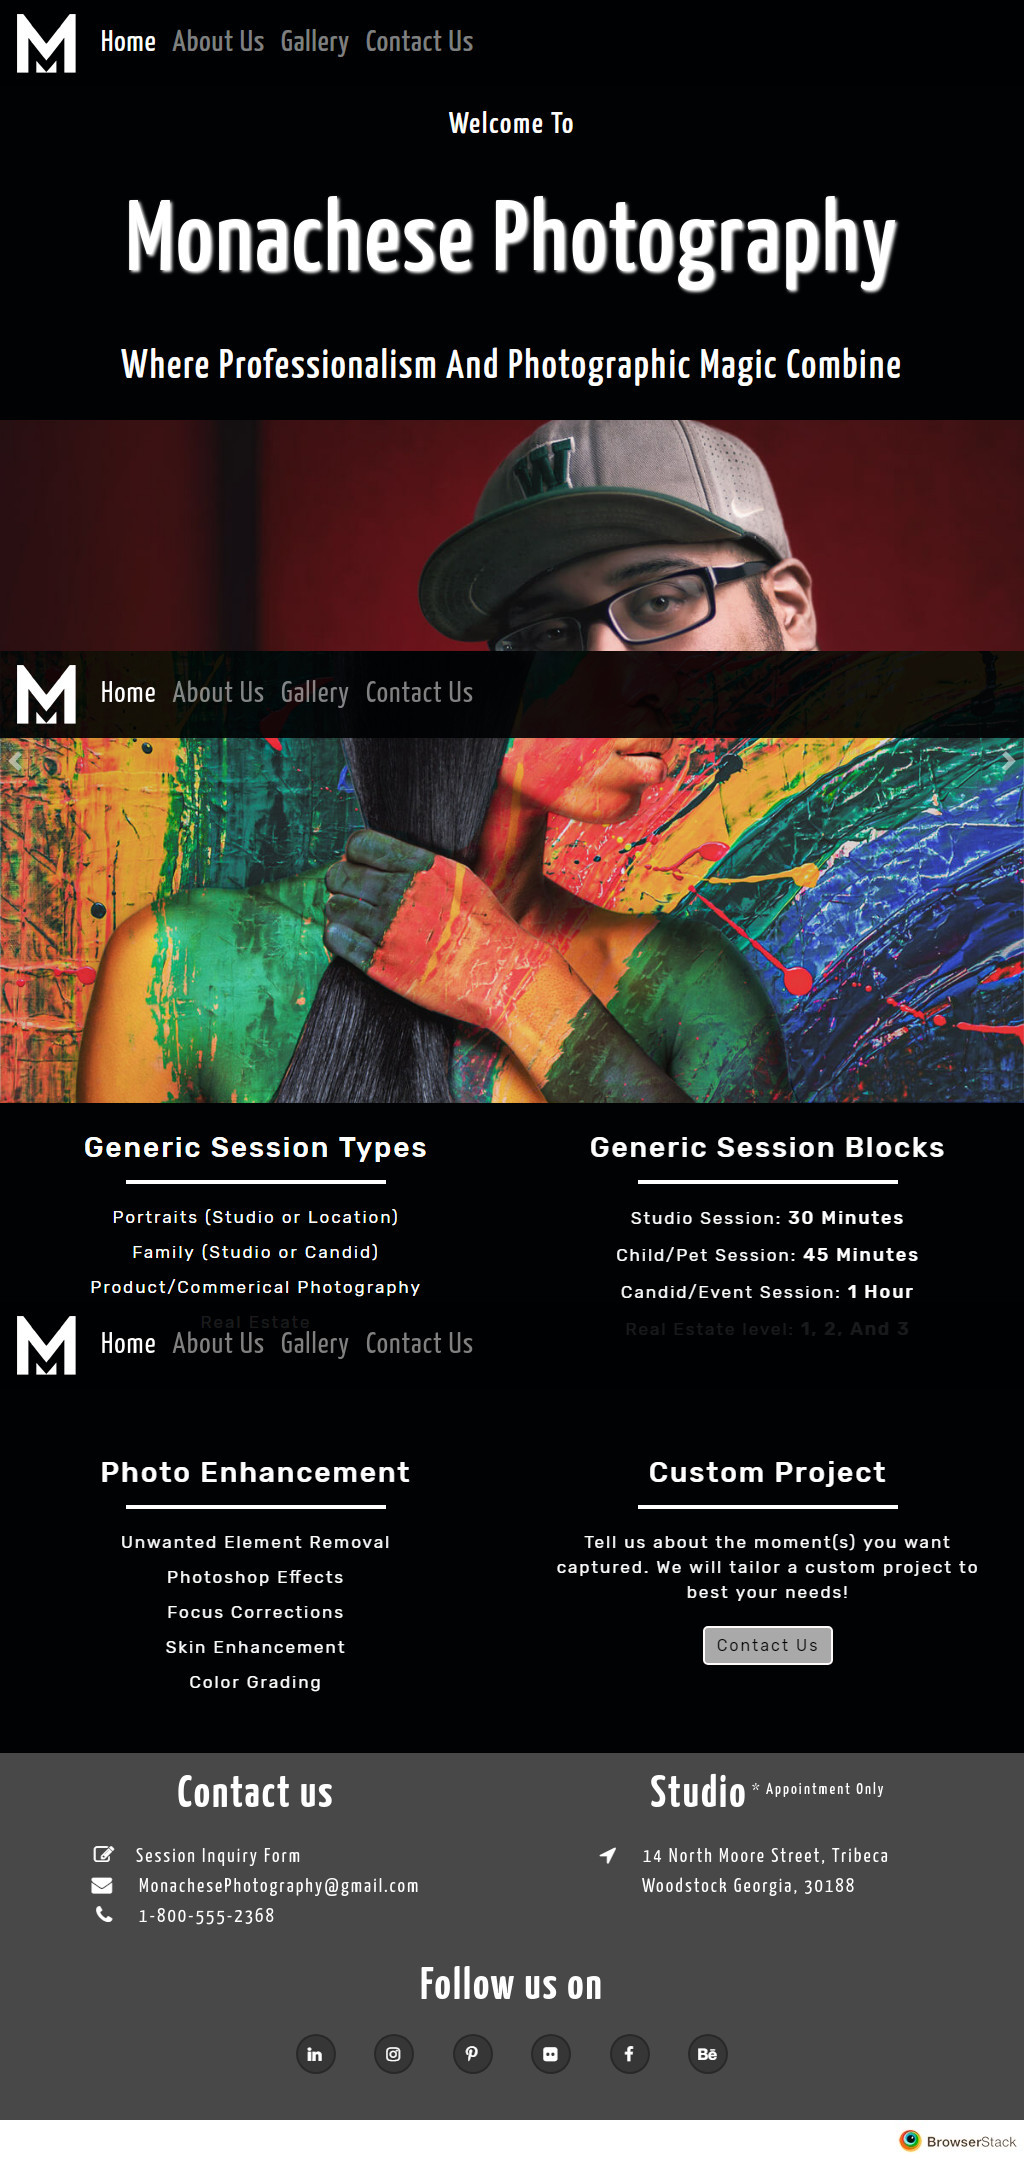 M Home About Us Gallery Contact Us
Welcome To
Monachese Photography
Where Professionalism And Photographic Magic Combine
W
M Home About Us Gallery Contact Us
Generic Session Types
Portraits (Studio or Location)
Family (Studio or Candid)
Product/Commerical Photography
Real Estate
Generic Session Blocks
Studio Session: 30 Minutes
Child/Pet Session: 45 Minutes
Candid/Event Session: 1 Hour
Real Estate level: 1, 2, And 3
M Home About Us Gallery Contact Us
Photo Enhancement
Unwanted Element Removal
Photoshop Effects
Focus Corrections
Skin Enhancement
Color Grading
Custom Project
Tell us about the moment(s) you want
captured. We will tailor a custom project to
best your needs!
Contact Us
Contact us
Session Inquiry Form
MonachesePhotography@gmail.com
1-800-555-2368
Studio * Appointment Only
14 North Moore Street, Tribeca
Woodstock Georgia, 30188
Follow us on
in
f
Bē
BrowserStack